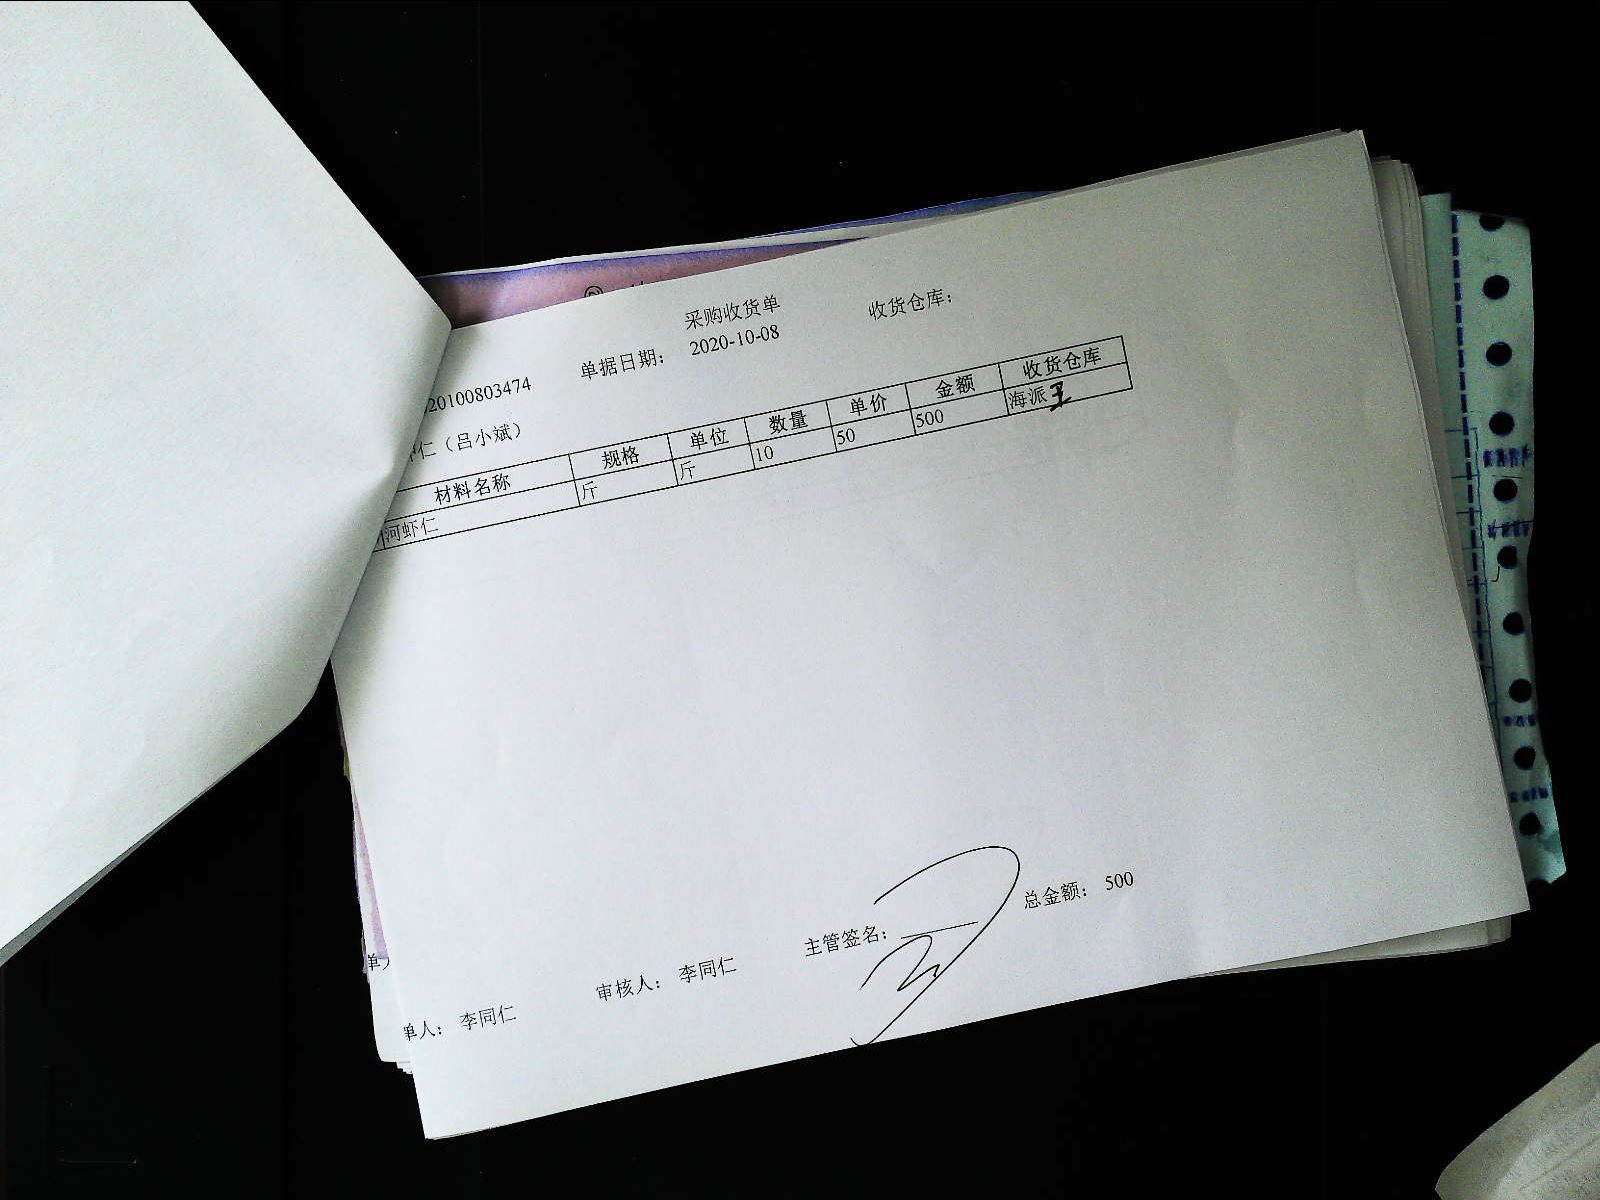 采购收货单
收货仓库：
单据日期： 2020-10-08
20100803474
仁（吕小斌）
材料名称 规格 单位 数量 单价 金额 收货仓库
河虾仁 斤 斤 10 50 500 海派
主管签名： 总金额： 500
审核人： 李同仁
单人： 李同仁